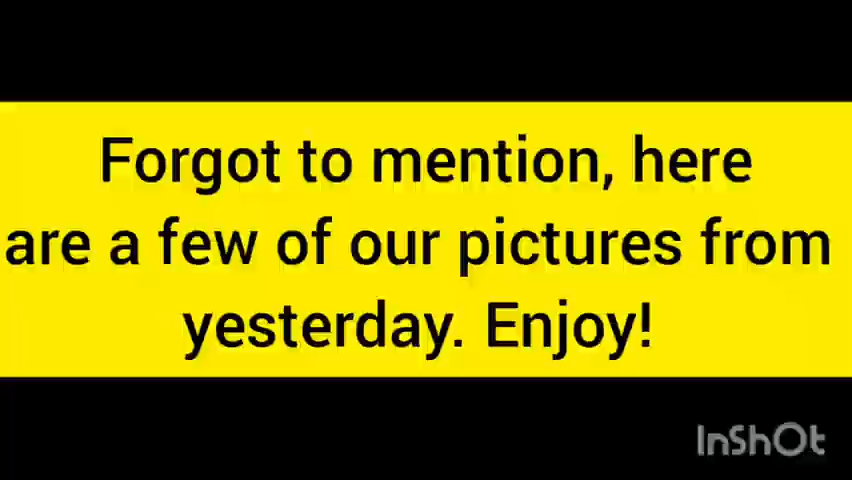 Forgot to mention, here
are a few of our pictures from
yesterday. Enjoy!
InShOt